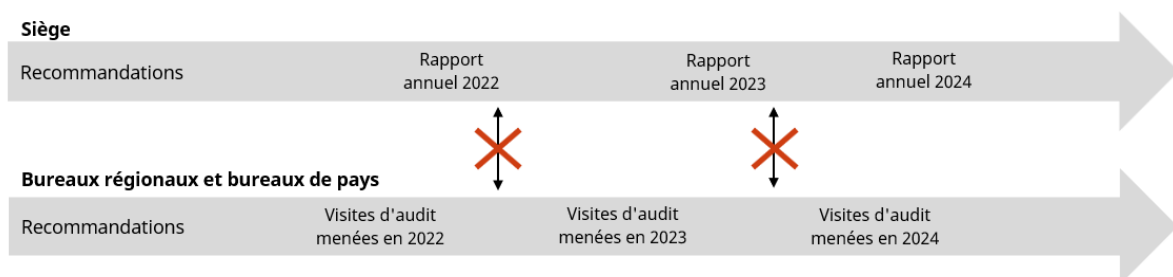 Siège
Recommandations
Rapport
annuel 2022
Rapport
annuel 2023
Rapport
annuel 2024
Bureaux régionaux et bureaux de pays
Recommandations
Visites d'audit
menées en 2022
Visites d'audit
menées en 2023
Visites d'audit
menées en 2024